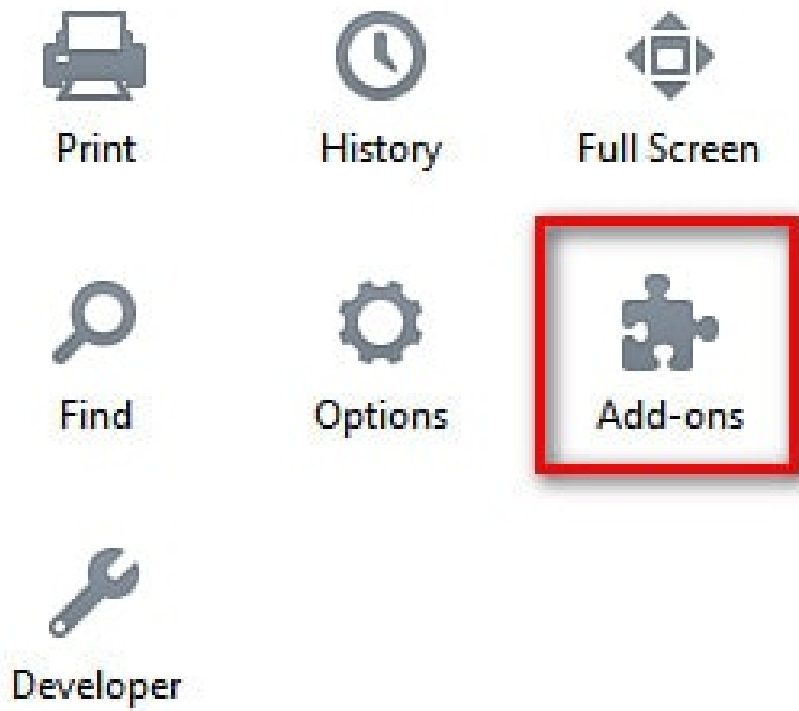 Print
History
Full Screen
Find
Options
Add-ons
Developer